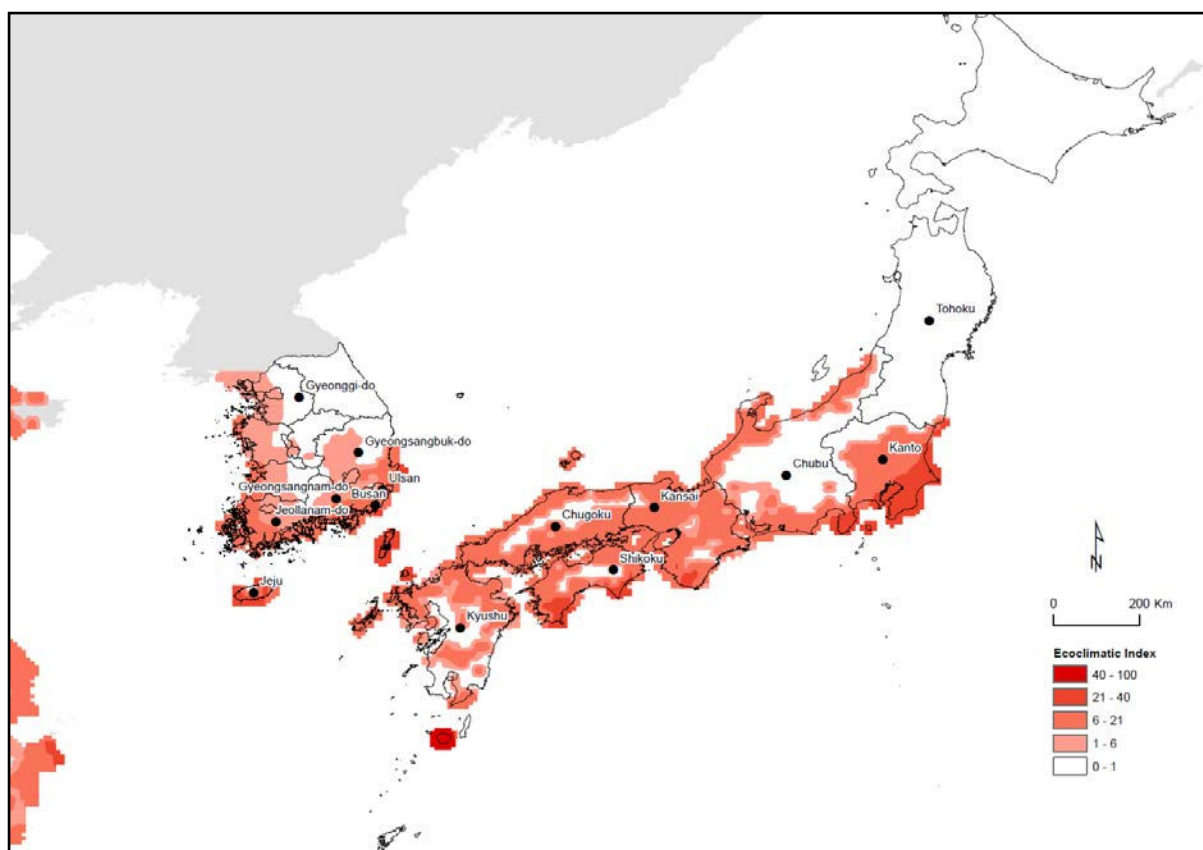 Tohoku
Gyeonggi-do
Gyeongsangbuk-do
Kanto
Chubu
Ulsan
Gyeongsangnam-do
Busan
Kansai
Jeollanam-do
Chugoku
Shikoku
Jeju
Kyushu
N
0 200 Km
Ecoclimatic Index
40 - 100
21 - 40
6 - 21
1 - 6
0 - 1